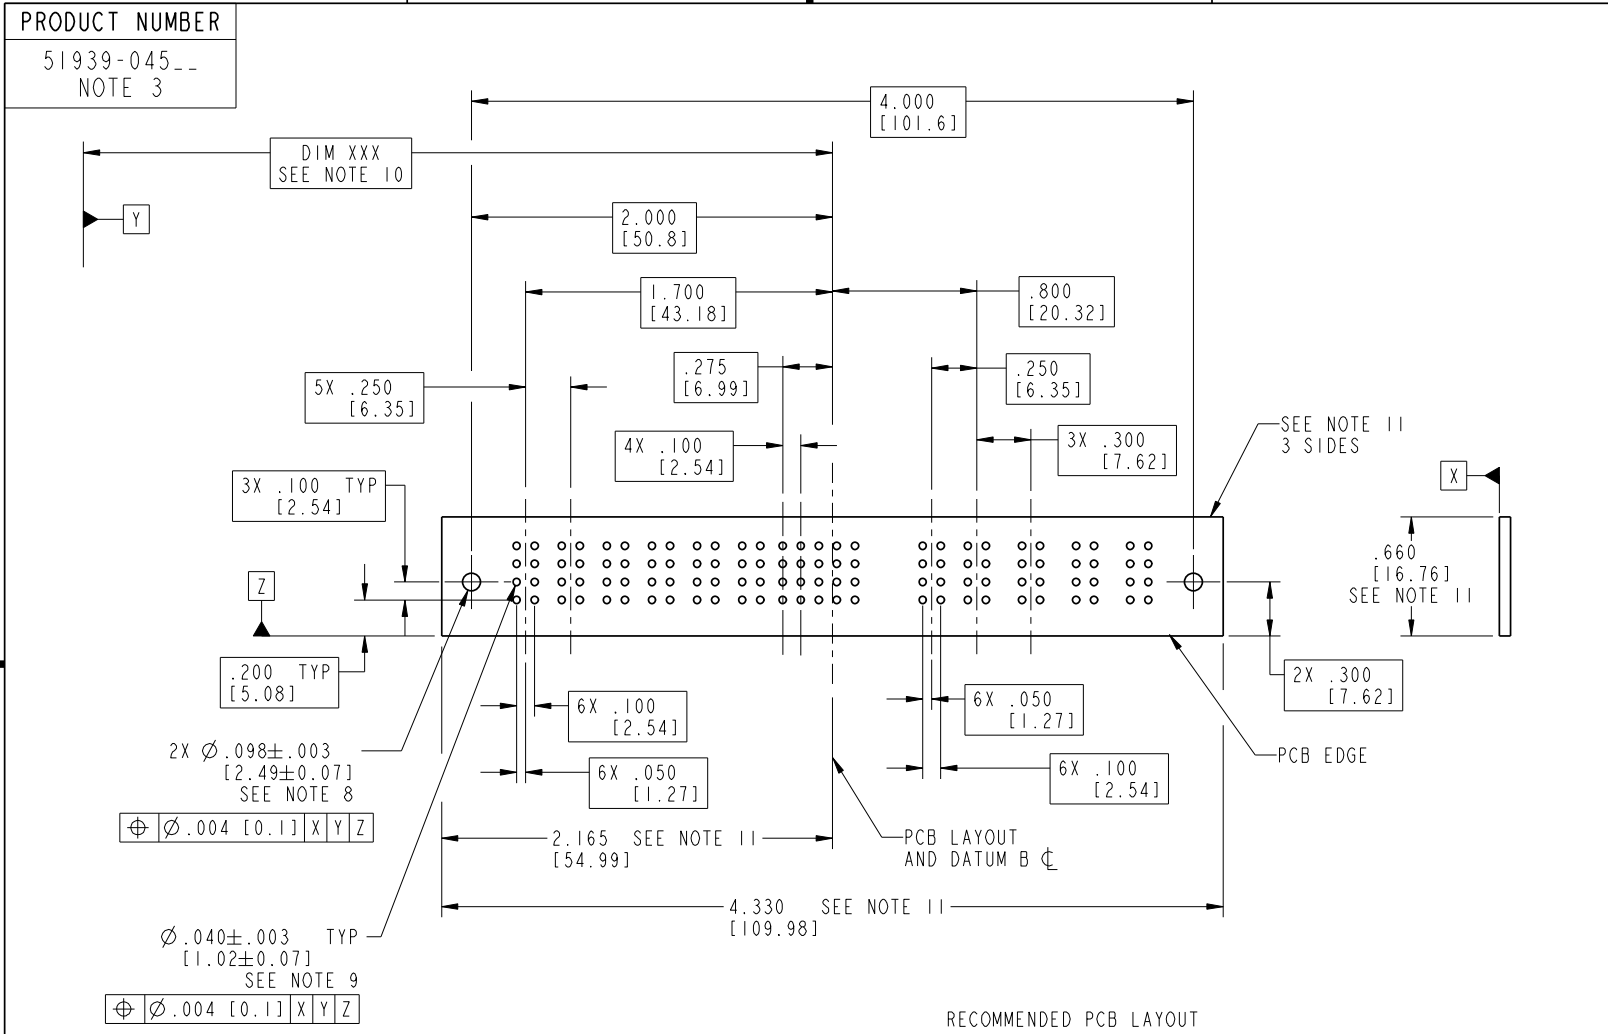 PRODUCT NUMBER
51939-045__
NOTE 3
4.000
[101.6]
DIM XXX
SEE NOTE 10
Y
2.000
[50.8]
1.700
[43.18]
.800
[20.32]
.275
[6.99]
.250
[6.35]
5X .250
[6.35]
4X .100
[2.54]
3X .300
[7.62]
SEE NOTE 11
3 SIDES
X
3X .100 TYP
[2.54]
.660
[16.76]
SEE NOTE 11
Z
.200 TYP
[5.08]
2X .300
[7.62]
6X .100
[2.54]
6X .050
[1.27]
2X Ø.098±.003
[2.49±0.07]
SEE NOTE 8
⌖ Ø.004 [0.1] X Y Z
6X .050
[1.27]
6X .100
[2.54]
PCB EDGE
2.165 SEE NOTE 11
[54.99]
PCB LAYOUT
AND DATUM B ℄
4.330 SEE NOTE 11
[109.98]
Ø.040±.003 TYP
[1.02±0.07]
SEE NOTE 9
⌖ Ø.004 [0.1] X Y Z
RECOMMENDED PCB LAYOUT